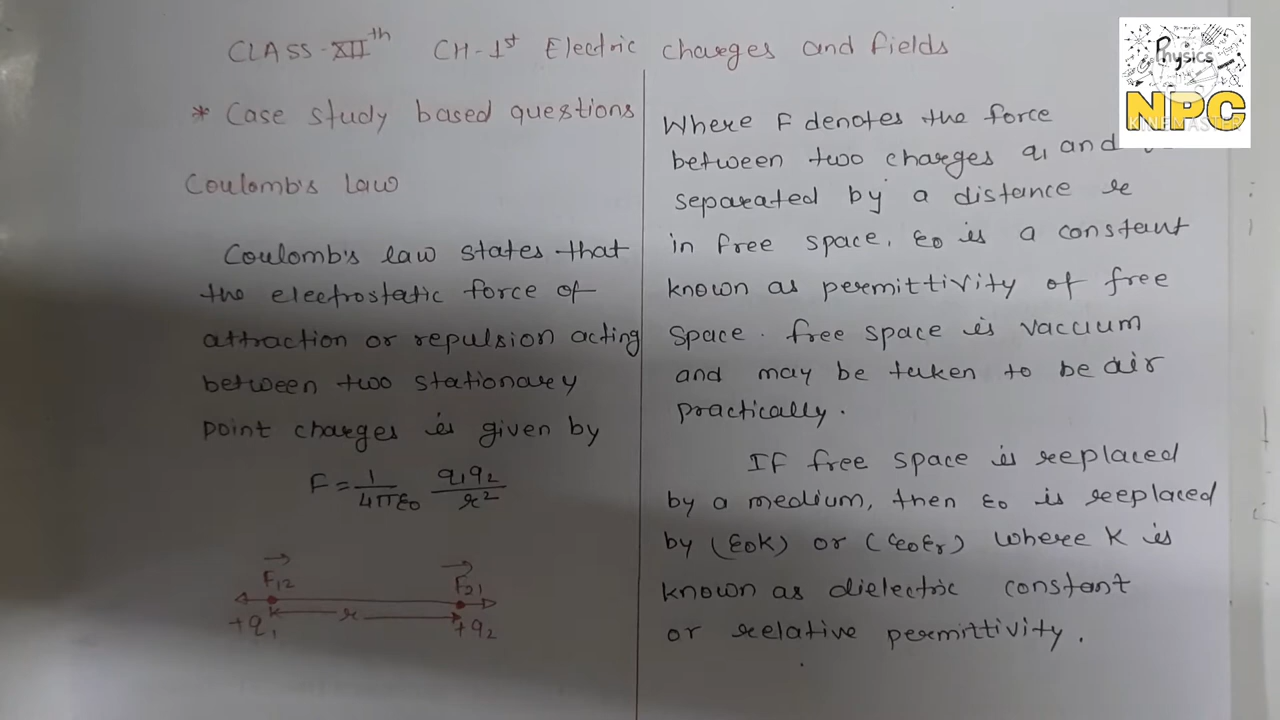 CLASS-XIIth CH-1st Electric charges and fields
* Case study based questions
Coulomb's Law
Coulomb's law states that
the electrostatic force of
attraction or repulsion acting
between two stationary
point charges is given by
F = 1/4πε0 q1q2/r2
F12
F21
r
+q1
+q2
Where F denotes the force
between two charges q1 and
separated by a distance r
in free space, ε0 is a constant
known as permittivity of free
space. free space is vaccium
and may be taken to be air
practically.
If free space is replaced
by a medium, then ε0 is replaced
by (ε0K) or (ε0εr) where K is
known as dielectric constant
or relative permittivity.
Physics
NPC
KINEMASTER